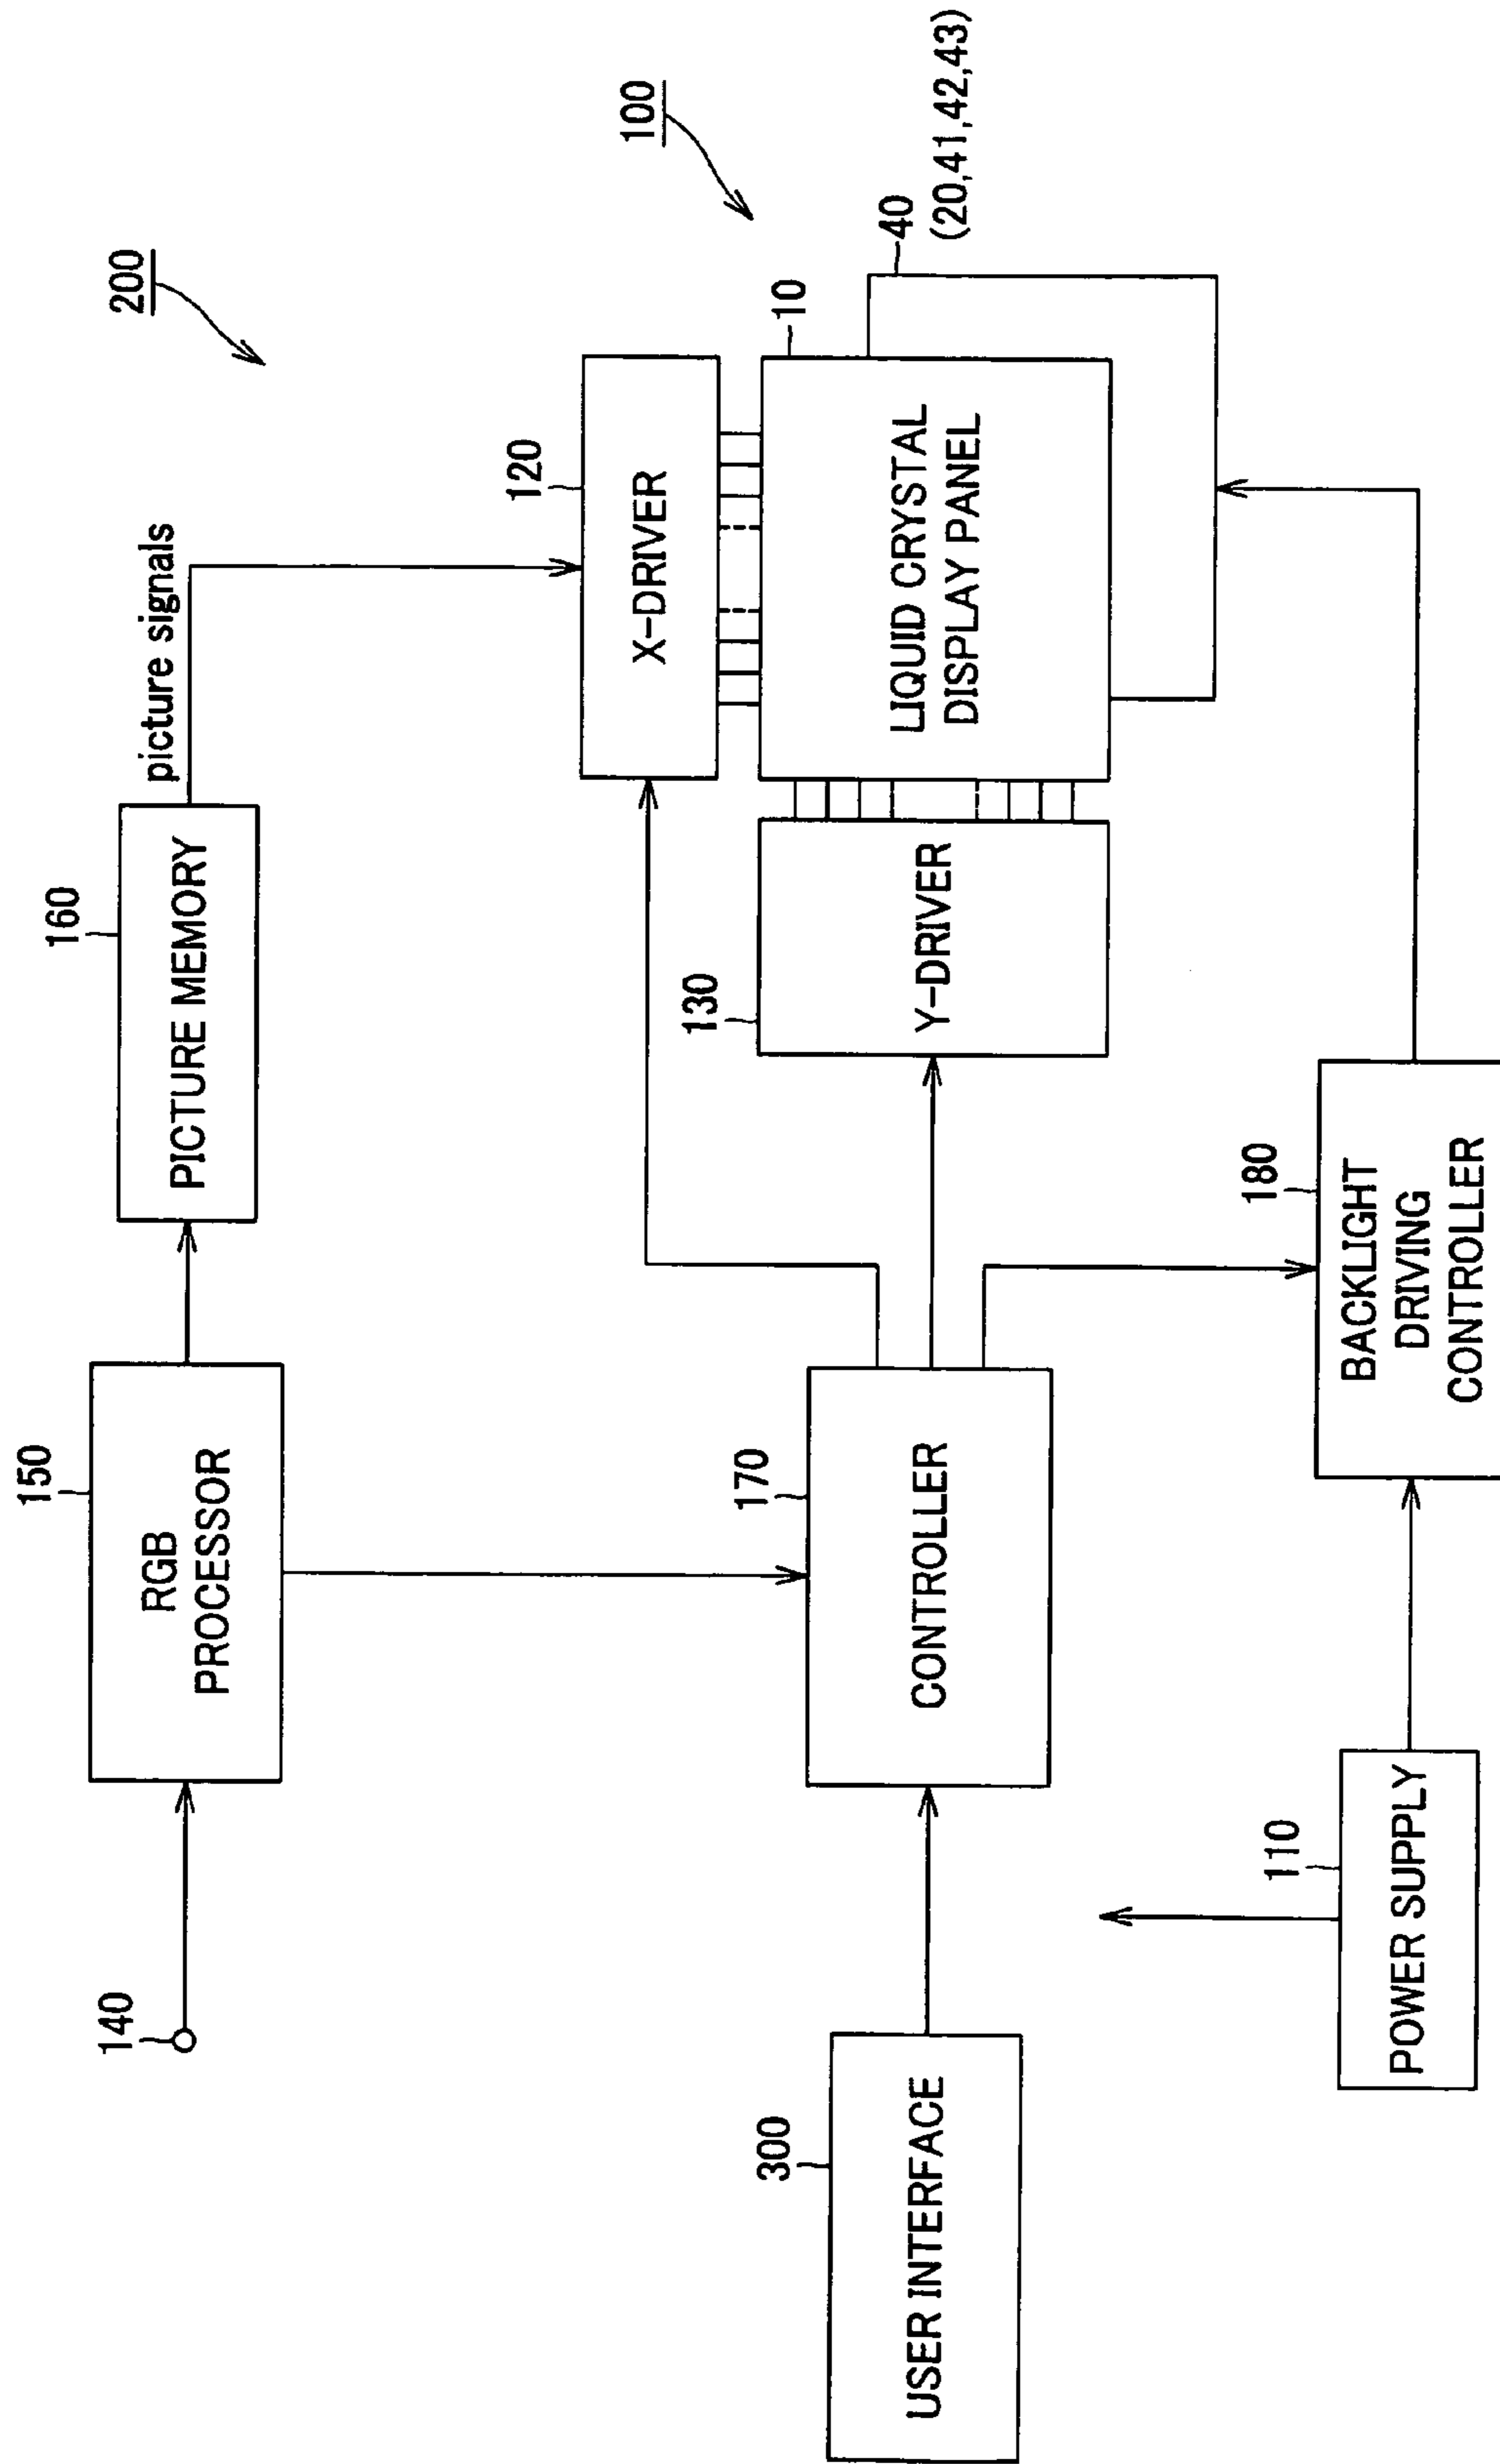 200
150
160
picture signals
140
RGB
PROCESSOR
PICTURE MEMORY
120
X-DRIVER
100
300
170
130
10
USER INTERFACE
CONTROLLER
Y-DRIVER
LIQUID CRYSTAL
DISPLAY PANEL
40
(20,41,42,43)
110
180
POWER SUPPLY
BACKLIGHT
DRIVING
CONTROLLER